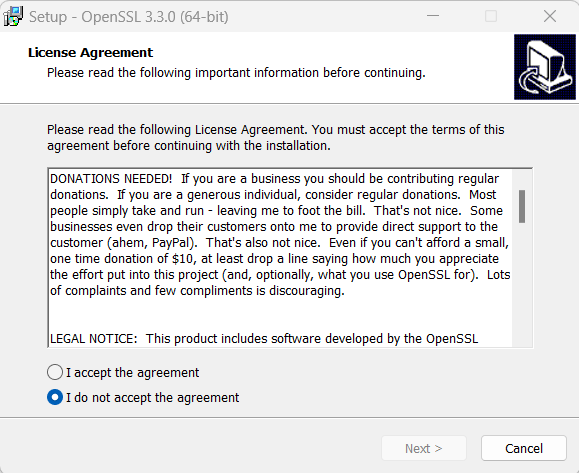 Setup - OpenSSL 3.3.0 (64-bit)
License Agreement
Please read the following important information before continuing.
Please read the following License Agreement. You must accept the terms of this
agreement before continuing with the installation.
DONATIONS NEEDED!  If you are a business you should be contributing regular
donations.  If you are a generous individual, consider regular donations.  Most
people simply take and run - leaving me to foot the bill.  That's not nice.  Some
businesses even drop their customers onto me to provide direct support to the
customer (ahem, PayPal).  That's also not nice.  Even if you can't afford a small,
one time donation of $10, at least drop a line saying how much you appreciate
the effort put into this project (and, optionally, what you use OpenSSL for).  Lots
of complaints and few compliments is discouraging.
LEGAL NOTICE:  This product includes software developed by the OpenSSL
I accept the agreement
I do not accept the agreement
Next >
Cancel